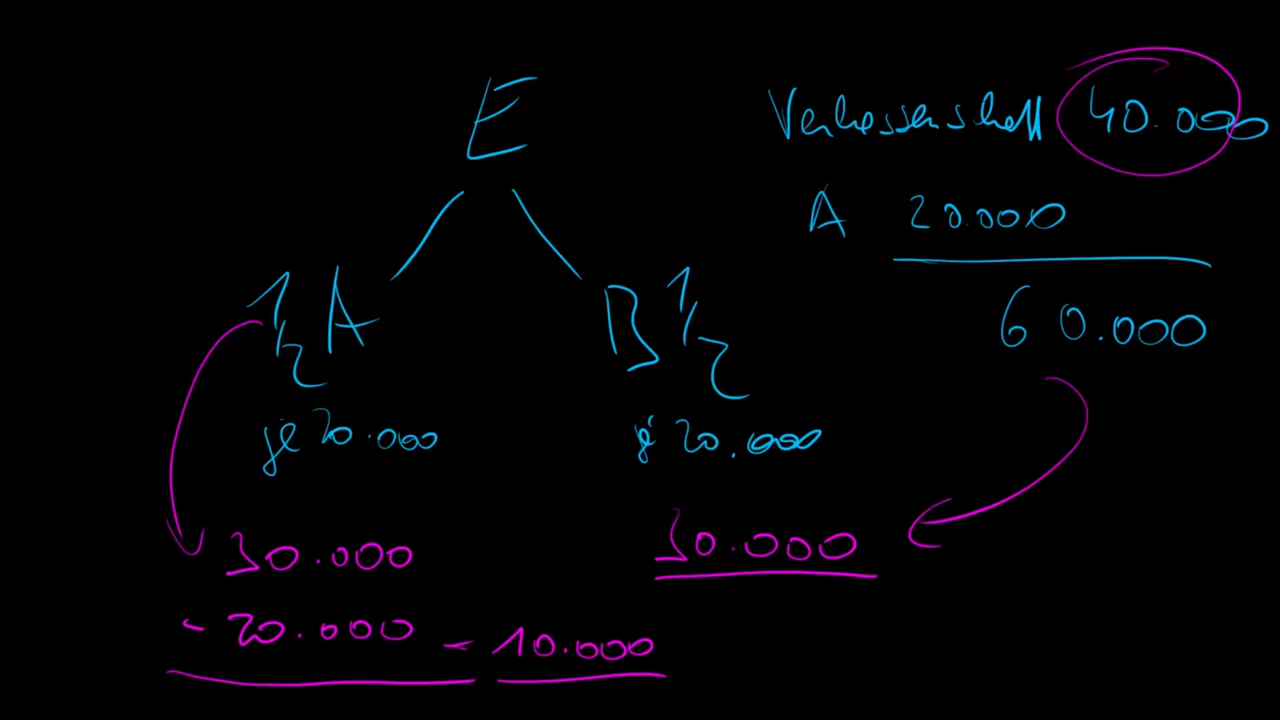 E
Verlassenschaft 40.000
A 20.000
60.000
1/2 A
B 1/2
je 20.000
je 20.000
30.000
30.000
- 20.000 = 10.000